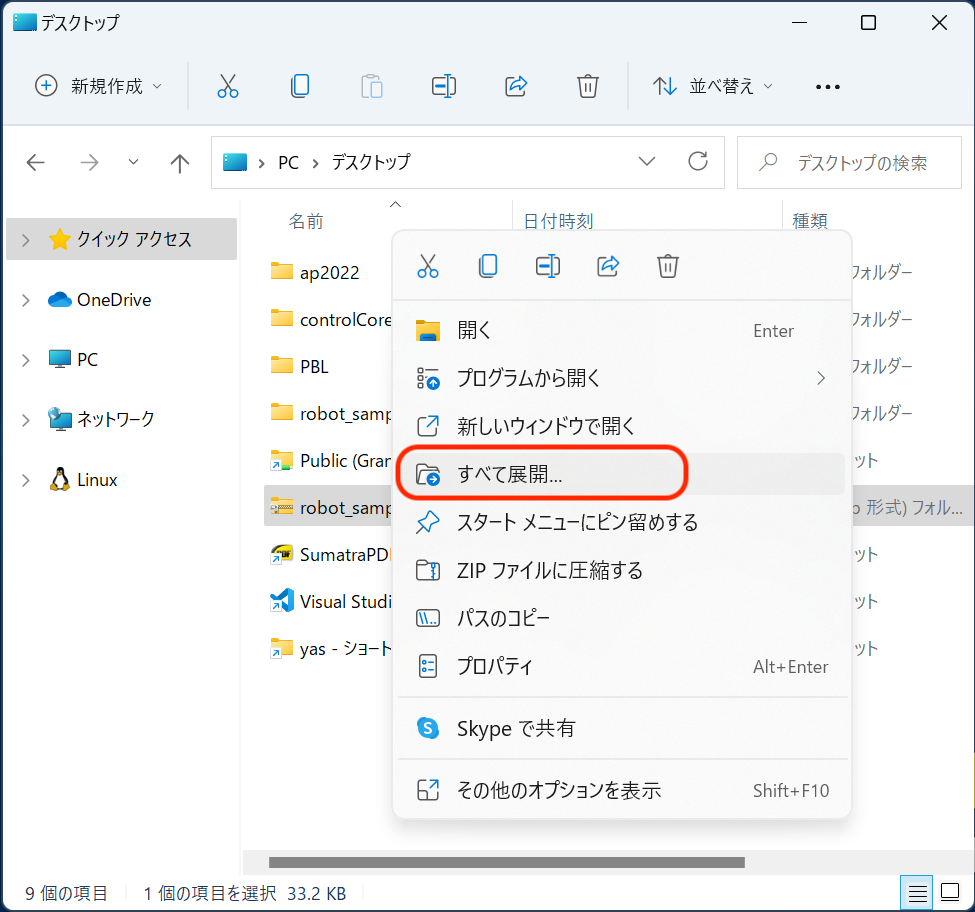 デスクトップ
新規作成
並べ替え
PC
デスクトップ
デスクトップの検索
名前
日付時刻
種類
クイック アクセス
OneDrive
PC
ネットワーク
Linux
ap2022
フォルダー
controlCore
フォルダー
PBL
フォルダー
robot_samp
フォルダー
Public (Gran
ット
robot_samp
形式) フォル...
SumatraPD
ット
Visual Studi
ット
yas - ショート
ット
開く Enter
プログラムから開く
新しいウィンドウで開く
すべて展開...
スタート メニューにピン留めする
ZIP ファイルに圧縮する
パスのコピー
プロパティ Alt+Enter
Skype で共有
その他のオプションを表示 Shift+F10
9 個の項目
1 個の項目を選択 33.2 KB